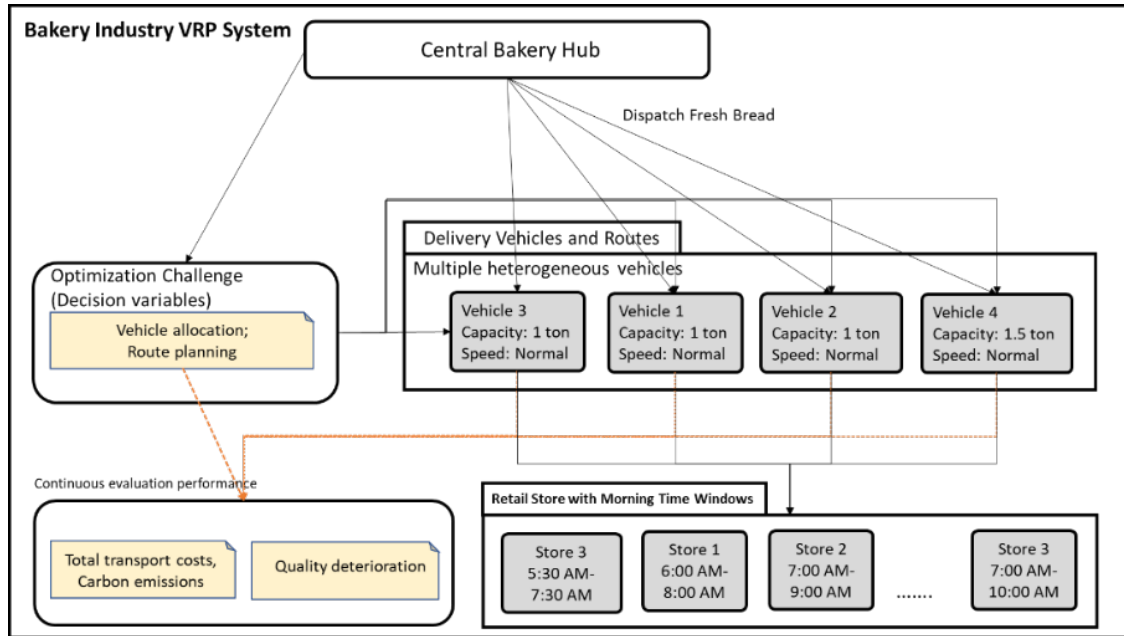 Bakery Industry VRP System
Central Bakery Hub
Dispatch Fresh Bread
Delivery Vehicles and Routes
Multiple heterogeneous vehicles
Optimization Challenge
(Decision variables)
Vehicle allocation;
Route planning
Vehicle 3
Capacity: 1 ton
Speed: Normal
Vehicle 1
Capacity: 1 ton
Speed: Normal
Vehicle 2
Capacity: 1 ton
Speed: Normal
Vehicle 4
Capacity: 1.5 ton
Speed: Normal
Continuous evaluation performance
Total transport costs,
Carbon emissions
Quality deterioration
Retail Store with Morning Time Windows
Store 3
5:30 AM-
7:30 AM
Store 1
6:00 AM-
8:00 AM
Store 2
7:00 AM-
9:00 AM
.......
Store 3
7:00 AM-
10:00 AM